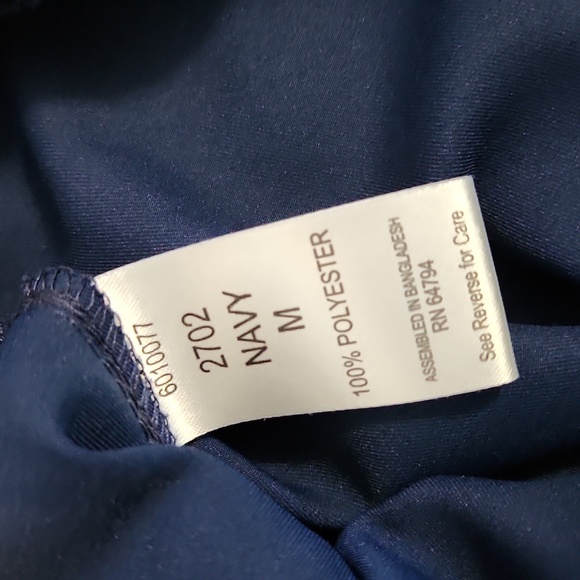 6010077
2702
NAVY
M
100% POLYESTER
ASSEMBLED IN BANGLADESH
RN 64794
See Reverse for Care